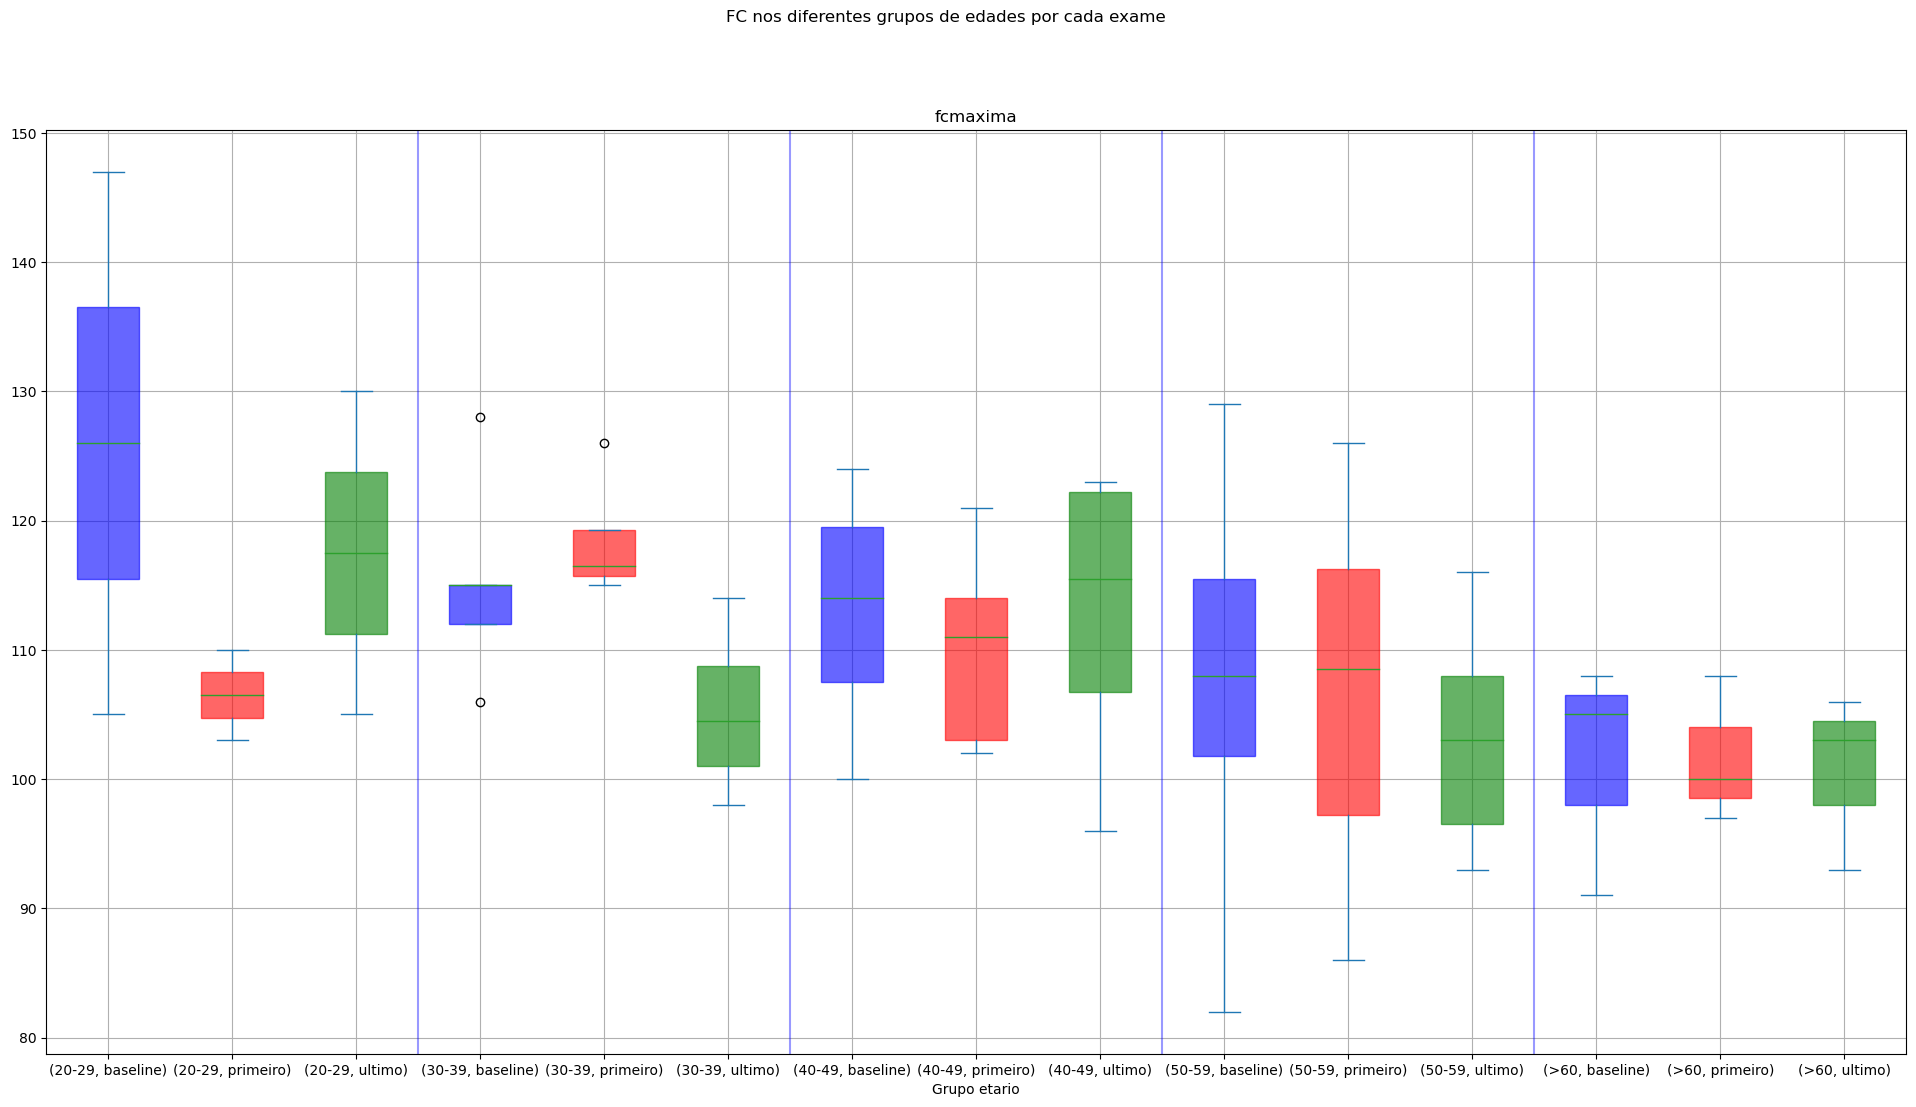 FC nos diferentes grupos de edades por cada exame
fcmaxima
150
140
130
120
110
100
90
80
(20-29, baseline) (20-29, primeiro) (20-29, ultimo) (30-39, baseline) (30-39, primeiro) (30-39, ultimo) (40-49, baseline) (40-49, primeiro) (40-49, ultimo) (50-59, baseline) (50-59, primeiro) (50-59, ultimo) (>60, baseline) (>60, primeiro) (>60, ultimo)
Grupo etario